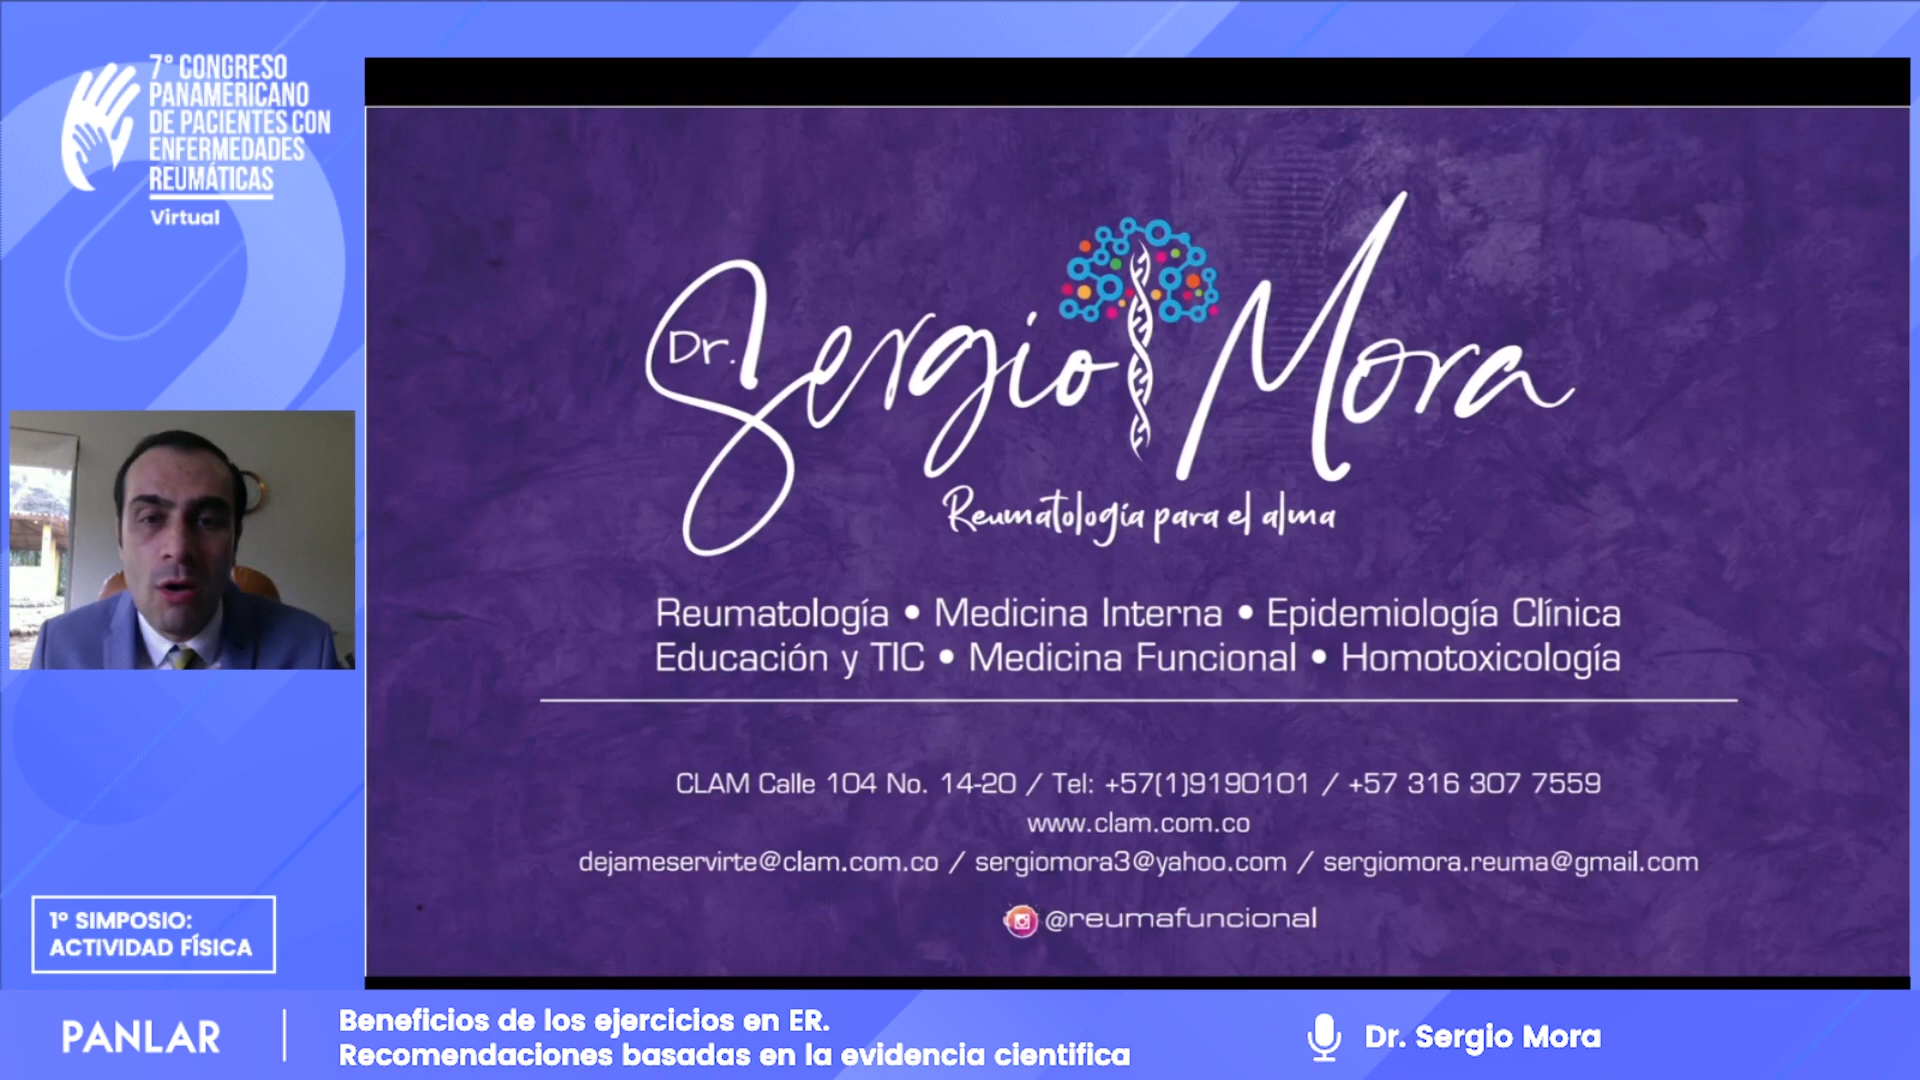 7° CONGRESO
PANAMERICANO
DE PACIENTES CON
ENFERMEDADES
REUMÁTICAS
Virtual
Dr. Sergio Mora
Reumatología para el alma
Reumatología • Medicina Interna • Epidemiología Clínica
Educación y TIC • Medicina Funcional • Homotoxicología
CLAM Calle 104 No. 14-20 / Tel: +57(1)9190101 / +57 316 307 7559
www.clam.com.co
dejameservirte@clam.com.co / sergiomora3@yahoo.com / sergiomora.reuma@gmail.com
@reumafuncional
1º SIMPOSIO:
ACTIVIDAD FÍSICA
PANLAR
Beneficios de los ejercicios en ER.
Recomendaciones basadas en la evidencia cientifica
Dr. Sergio Mora